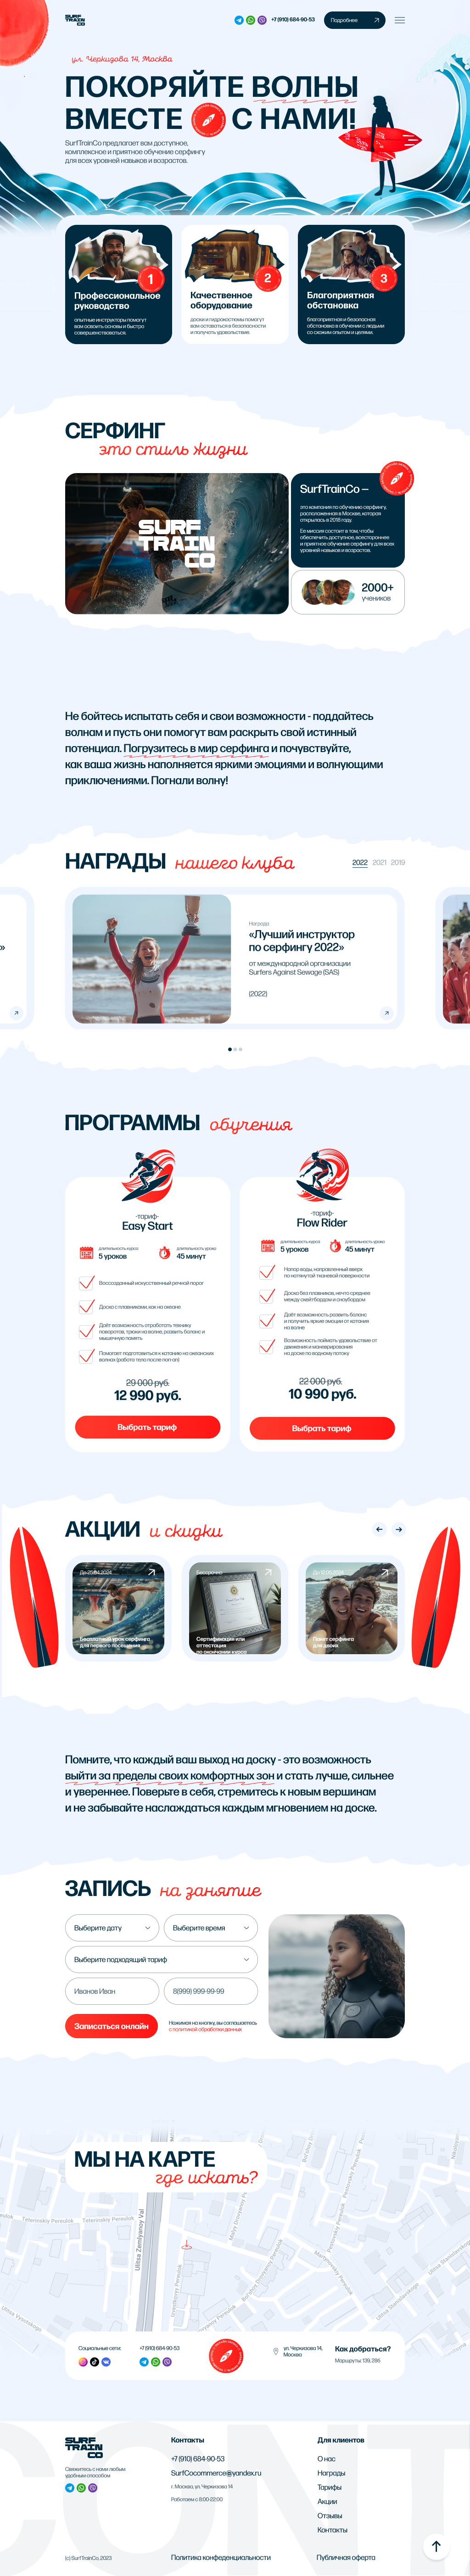 SURF
TRAIN
CO
+7 (910) 684-90-53
Подробнее
ул. Черкизова 14, Москва
ПОКОРЯЙТЕ ВОЛНЫ
ВМЕСТЕ С НАМИ!
SurfTrainCo предлагает вам доступное,
комплексное и приятное обучение серфингу
для всех уровней навыков и возрастов.
1
Профессиональное
руководство
опытные инструкторы помогут
вам освоить основы и быстро
совершенствоваться.
2
Качественное
оборудование
доски и гидрокостюмы помогут
вам оставаться в безопасности
и получать удовольствие.
3
Благоприятная
обстановка
благоприятная и безопасная
обстановка в обучении с людьми
со схожим опытом и целями.
СЕРФИНГ
это стиль жизни
SURF
TRAIN
CO
SurfTrainCo —
это компания по обучению серфингу,
расположенная в Москве, которая
открылась в 2018 году.
Ее миссия состоит в том, чтобы
обеспечить доступное, всестороннее
и приятное обучение серфингу для всех
уровней навыков и возрастов.
2000+
учеников
Не бойтесь испытать себя и свои возможности - поддайтесь
волнам и пусть они помогут вам раскрыть свой истинный
потенциал. Погрузитесь в мир серфинга и почувствуйте,
как ваша жизнь наполняется яркими эмоциями и волнующими
приключениями. Погнали волну!
НАГРАДЫ нашего клуба
2022 2021 2019
»
Награда
«Лучший инструктор
по серфингу 2022»
от международной организации
Surfers Against Sewage (SAS)
(2022)
ПРОГРАММЫ обучения
-тариф-
Easy Start
длительность курса
5 уроков
длительность урока
45 минут
Воссозданный искусственный речной порог
Доска с плавниками, как на океане
Даёт возможность отработать технику
поворотов, трюки на волне, развить баланс и
мышечную память
Помогает подготовиться к катанию на океанских
волнах (работа тела после поп-ап)
29 000 руб.
12 990 руб.
Выбрать тариф
-тариф-
Flow Rider
длительность курса
5 уроков
длительность урока
45 минут
Напор воды, направленный вверх
по натянутой тканевой поверхности
Доска без плавников, нечто среднее
между скейтбордом и сноубордом
Даёт возможность развить баланс
и получить яркие эмоции от катания
на волне
Возможность поймать удовольствие от
движения и маневрирования
на доске по водному потоку
22 000 руб.
10 990 руб.
Выбрать тариф
АКЦИИ и скидки
До 25.04.2024
Бесплатный урок серфинга
для первого посещения
Бессрочно
Сертификация или
аттестация
по окончанию курса
Пакет серфинга
для двоих
Помните, что каждый ваш выход на доску - это возможность
выйти за пределы своих комфортных зон и стать лучше, сильнее
и увереннее. Поверьте в себя, стремитесь к новым вершинам
и не забывайте наслаждаться каждым мгновением на доске.
ЗАПИСЬ на занятие
Выберите дату
Выберите время
Выберите подходящий тариф
Иванов Иван
8(999) 999-99-99
Записаться онлайн
Нажимая на кнопку, вы соглашаетесь
с политикой обработки данных
МЫ НА КАРТЕ
где искать?
Ulitsa Zemlyanoy Val
Социальные сети:
+7 (910) 684-90-53
ул. Черкизова 14,
Москва
Как добраться?
Маршруты: 139, 286
SURF
TRAIN
CO
Свяжитесь с нами любым
удобным способом
Контакты
+7 (910) 684-90-53
SurfCocommerce@yandex.ru
г. Москва, ул. Черкизова 14
Работаем с 8:00-22:00
Для клиентов
О нас
Награды
Тарифы
Акции
Отзывы
Контакты
(c) SurfTrainCo, 2023
Политика конфеденциальности
Публичная оферта